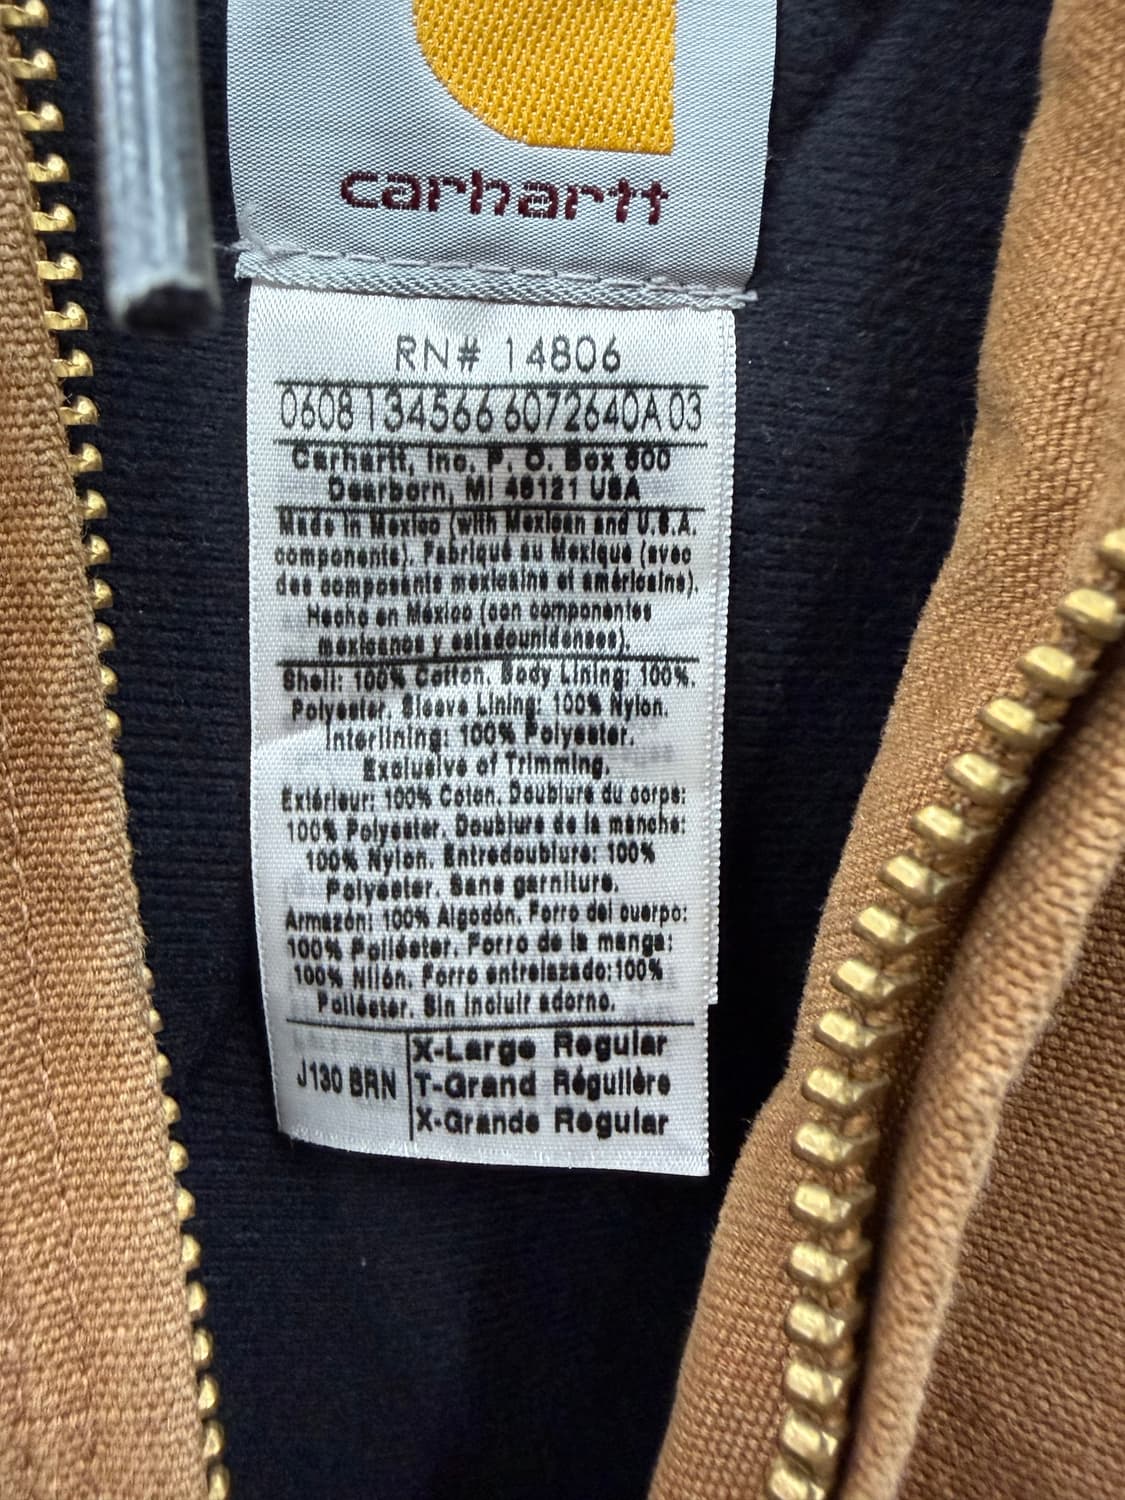 carhartt
RN# 14806
0608 134566 6072640A 03
Carhartt, Inc. P. O. Box 600
Dearborn, MI 48121 USA
Made in Mexico (with Mexican and U.S.A.
components). Fabriqué au Mexique (avec
des composants mexicains et américains).
Hecho en México (con componentes
mexicanos y estadounidenses).
Shell: 100% Cotton. Body Lining: 100%.
Polyester. Sleeve Lining: 100% Nylon.
Interlining: 100% Polyester.
Exclusive of Trimming.
Extérieur: 100% Coton. Doublure du corps:
100% Polyester. Doublure de la manche:
100% Nylon. Entredoublure: 100%
Polyester. Sans garniture.
Armazón: 100% Algodón. Forro del cuerpo:
100% Poliéster. Forro de la manga:
100% Nilón. Forro entrelazado:100%
Poliéster. Sin incluir adorno.
J130 BRN
X-Large Regular
T-Grand Régulière
X-Grande Regular